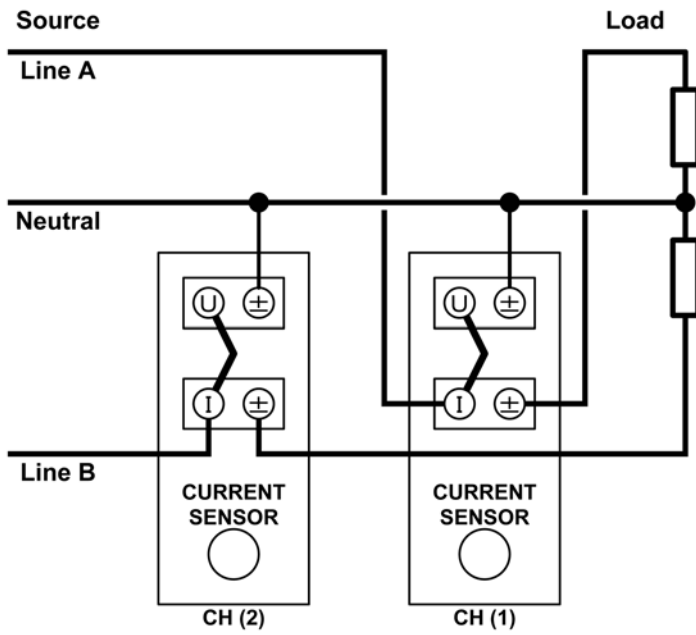 Source Load
Line A
Neutral
U ± U ±
I ± I ±
Line B
CURRENT SENSOR CURRENT SENSOR
CH (2) CH (1)